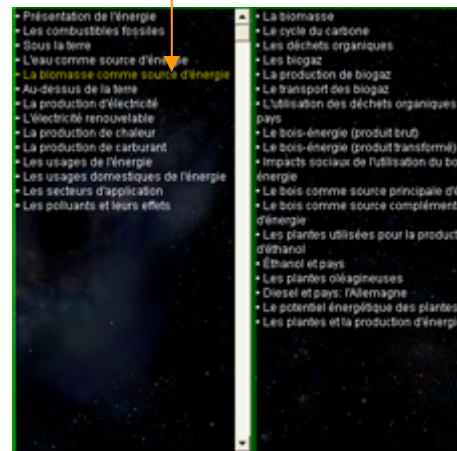 • Présentation de l'énergie
• Les combustibles fossiles
• Sous la terre
• L'eau comme source d'énergie
• La biomasse comme source d'énergie
• Au-dessus de la terre
• La production d'électricité
• L'électricité renouvelable
• La production de chaleur
• La production de carburant
• Les usages de l'énergie
• Les usages domestiques de l'énergie
• Les secteurs d'application
• Les polluants et leurs effets
• La biomasse
• Le cycle du carbone
• Les déchets organiques
• Les biogaz
• La production de biogaz
• Le transport des biogaz
• L'utilisation des déchets organiques
pays
• Le bois-énergie (produit brut)
• Le bois-énergie (produit transformé)
• Impacts sociaux de l'utilisation du bo
énergie
• Le bois comme source principale d'é
• Le bois comme source complément
d'énergie
• Les plantes utilisées pour la product
d'éthanol
• Éthanol et pays
• Les plantes oléagineuses
• Diesel et pays: l'Allemagne
• Le potentiel énergétique des plantes
• Les plantes et la production d'énergi